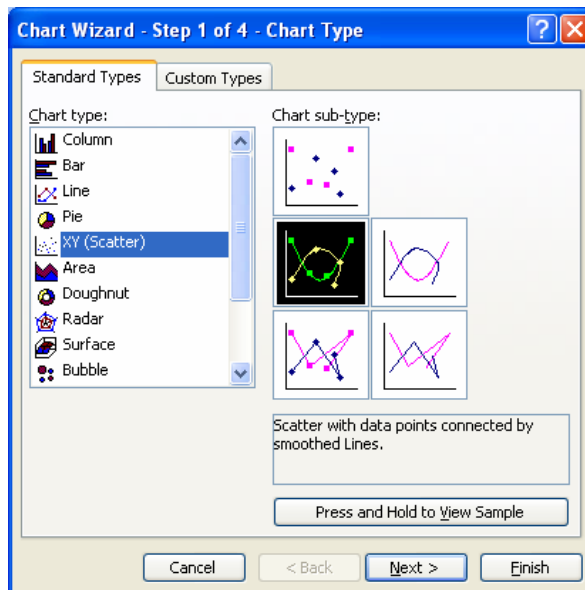 Chart Wizard - Step 1 of 4 - Chart Type
Standard Types
Custom Types
Chart type:
Column
Bar
Line
Pie
XY (Scatter)
Area
Doughnut
Radar
Surface
Bubble
Chart sub-type:
Scatter with data points connected by
smoothed Lines.
Press and Hold to View Sample
Cancel
< Back
Next >
Finish